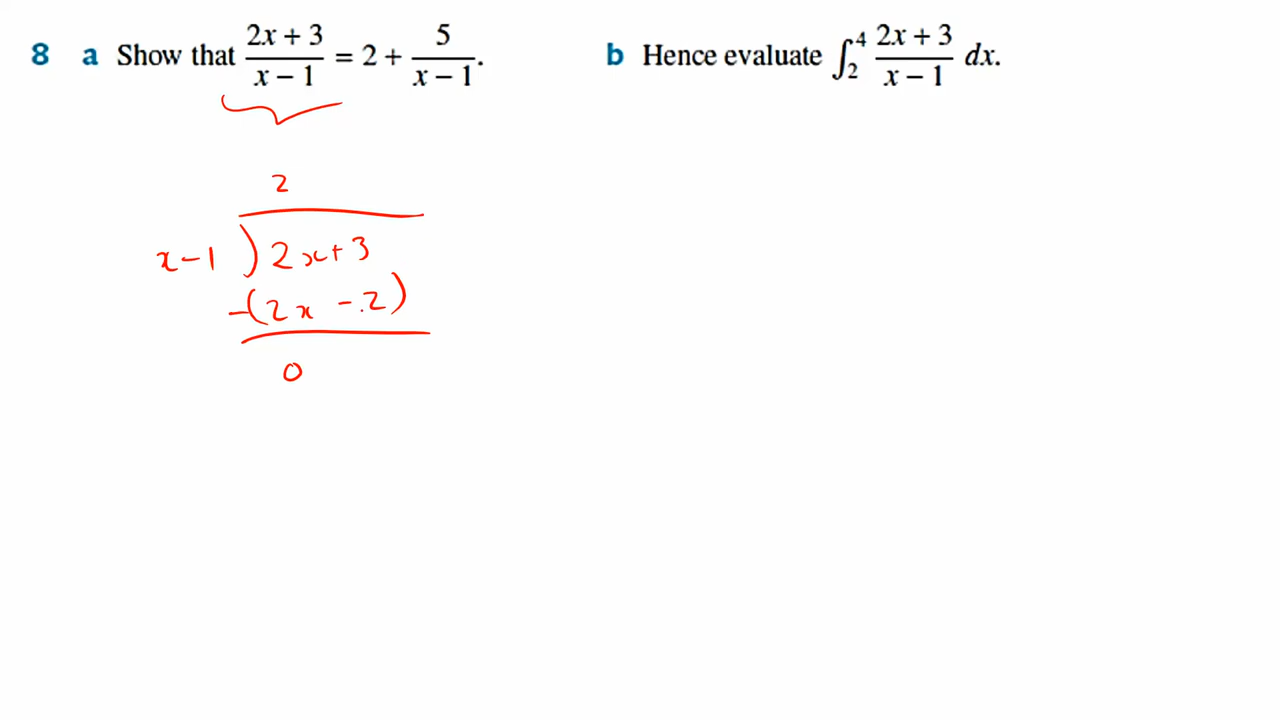 8 a Show that (2x + 3)/(x − 1) = 2 + 5/(x − 1).
b Hence evaluate ∫₂⁴ (2x + 3)/(x − 1) dx.
2
x − 1 ) 2x + 3
−(2x − 2)
0